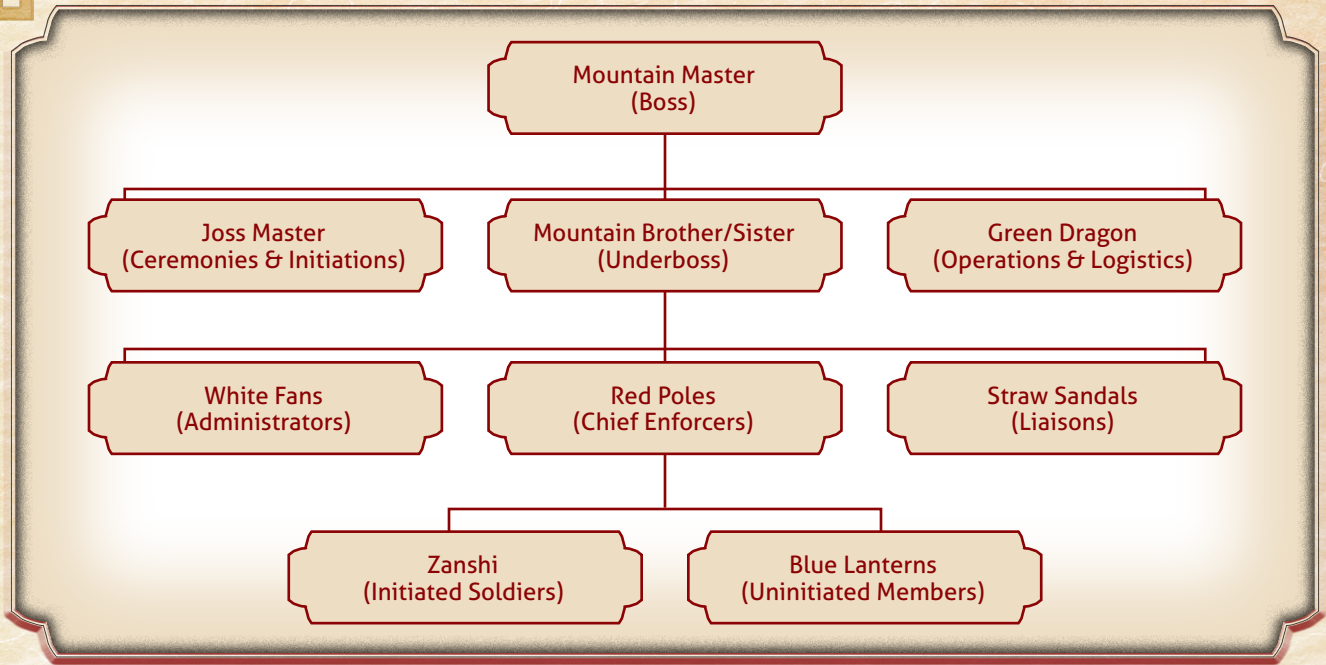 Mountain Master
(Boss)
Joss Master
(Ceremonies & Initiations)
Mountain Brother/Sister
(Underboss)
Green Dragon
(Operations & Logistics)
White Fans
(Administrators)
Red Poles
(Chief Enforcers)
Straw Sandals
(Liaisons)
Zanshi
(Initiated Soldiers)
Blue Lanterns
(Uninitiated Members)